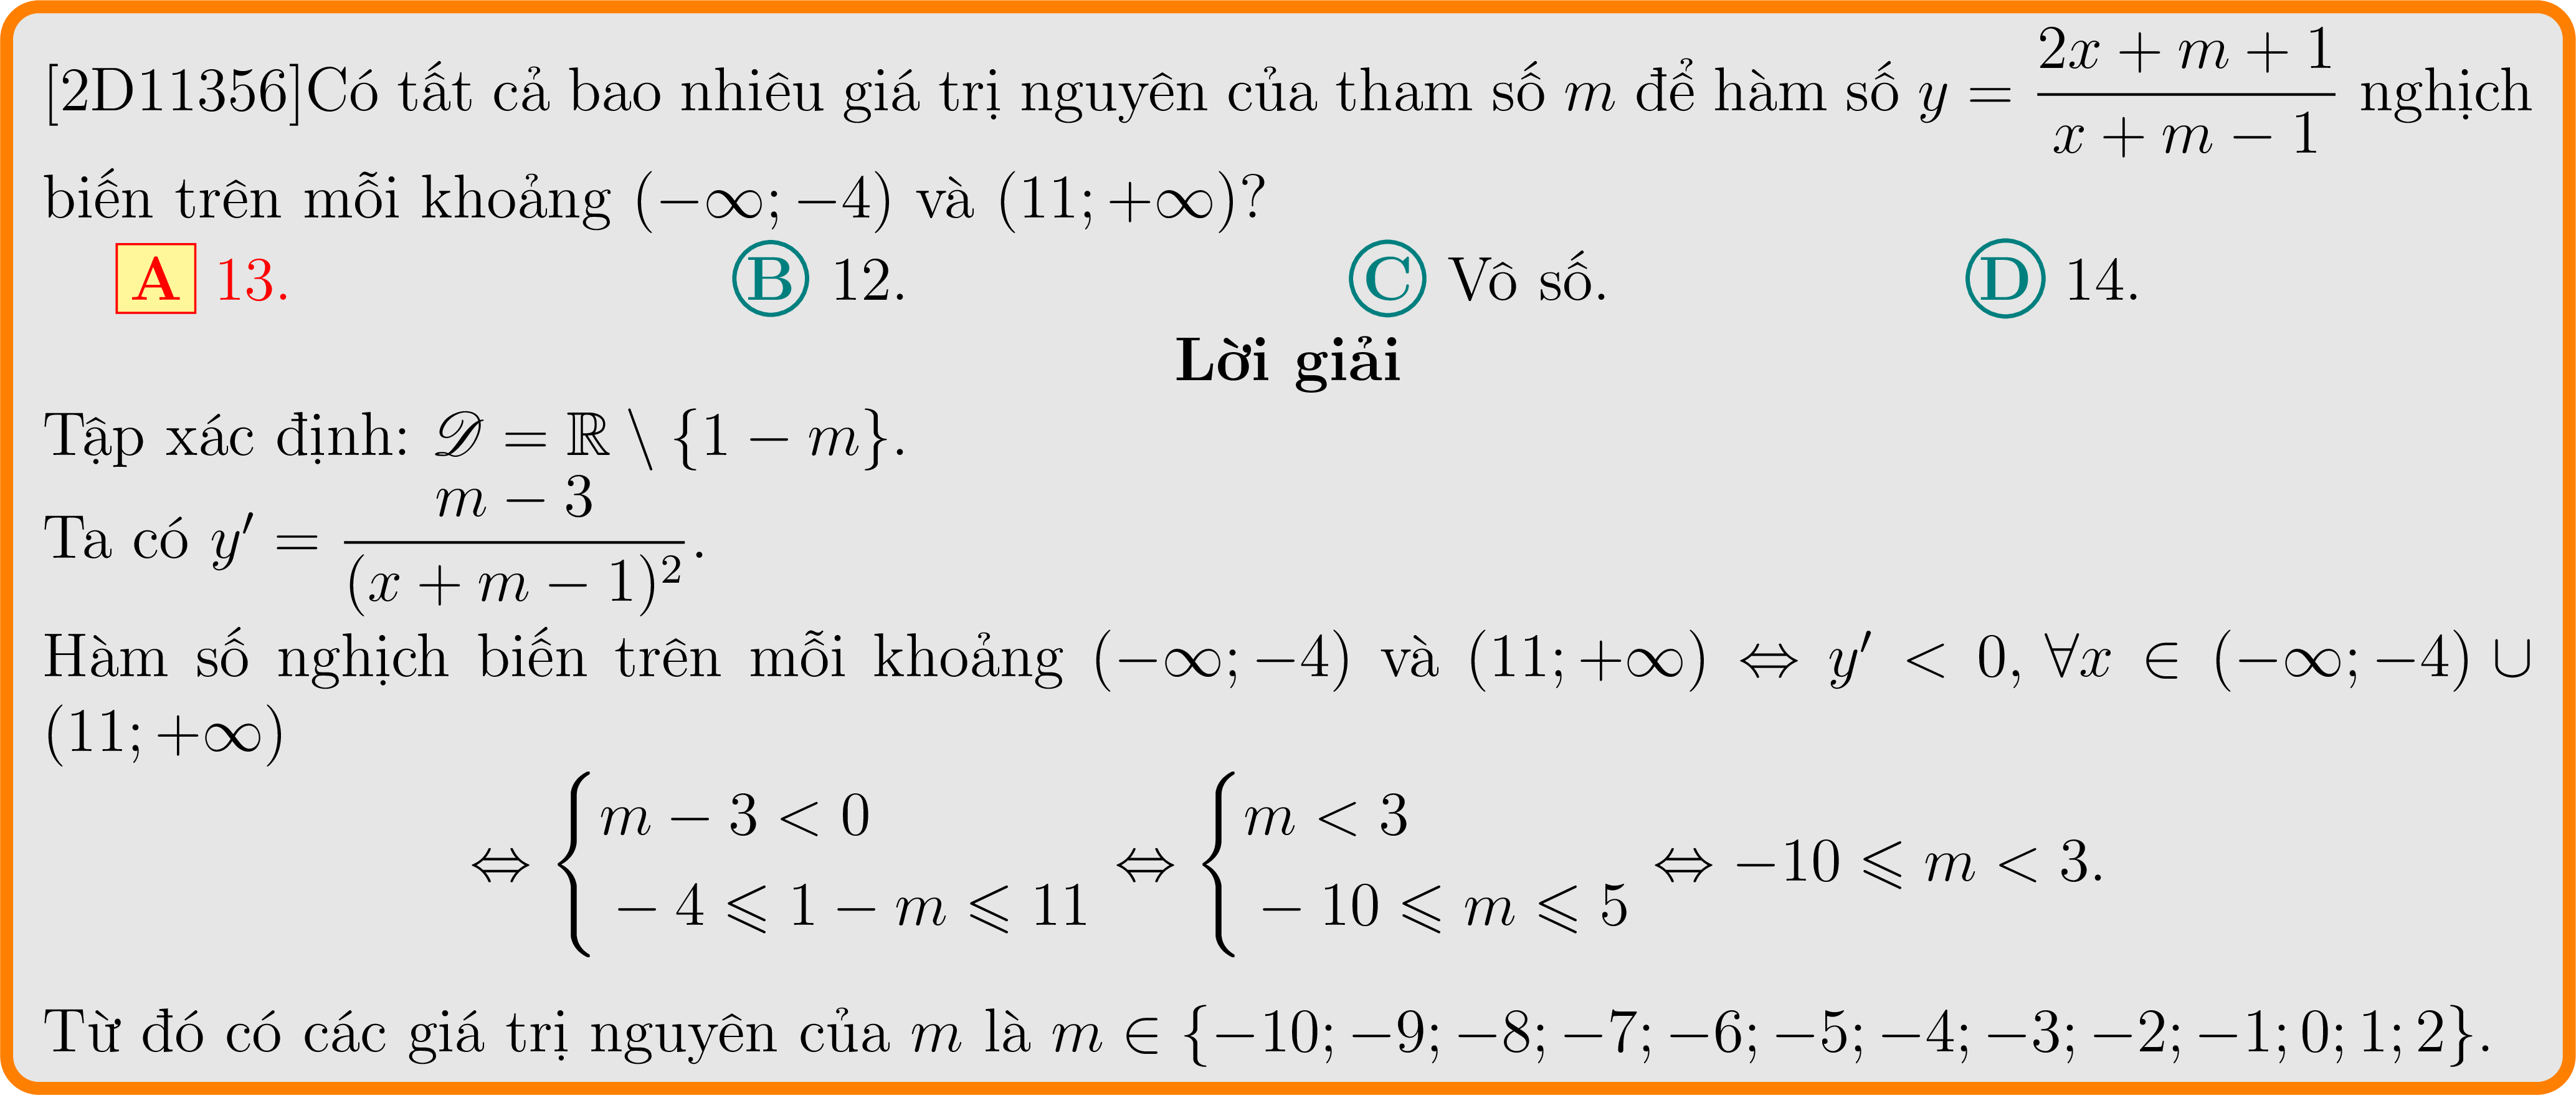 [2D11356]Có tất cả bao nhiêu giá trị nguyên của tham số $m$ để hàm số $y = \dfrac{2x + m + 1}{x + m - 1}$ nghịch
biến trên mỗi khoảng $(-\infty; -4)$ và $(11; +\infty)$?
A 13. B 12. C Vô số. D 14.
Lời giải
Tập xác định: $\mathscr{D} = \mathbb{R} \setminus \{1 - m\}$.
Ta có $y' = \dfrac{m - 3}{(x + m - 1)^2}$.
Hàm số nghịch biến trên mỗi khoảng $(-\infty; -4)$ và $(11; +\infty) \Leftrightarrow y' < 0, \forall x \in (-\infty; -4) \cup$
$(11; +\infty)$
$\Leftrightarrow \begin{cases} m - 3 < 0 \\ -4 \leqslant 1 - m \leqslant 11 \end{cases} \Leftrightarrow \begin{cases} m < 3 \\ -10 \leqslant m \leqslant 5 \end{cases} \Leftrightarrow -10 \leqslant m < 3.$
Từ đó có các giá trị nguyên của $m$ là $m \in \{-10; -9; -8; -7; -6; -5; -4; -3; -2; -1; 0; 1; 2\}$.